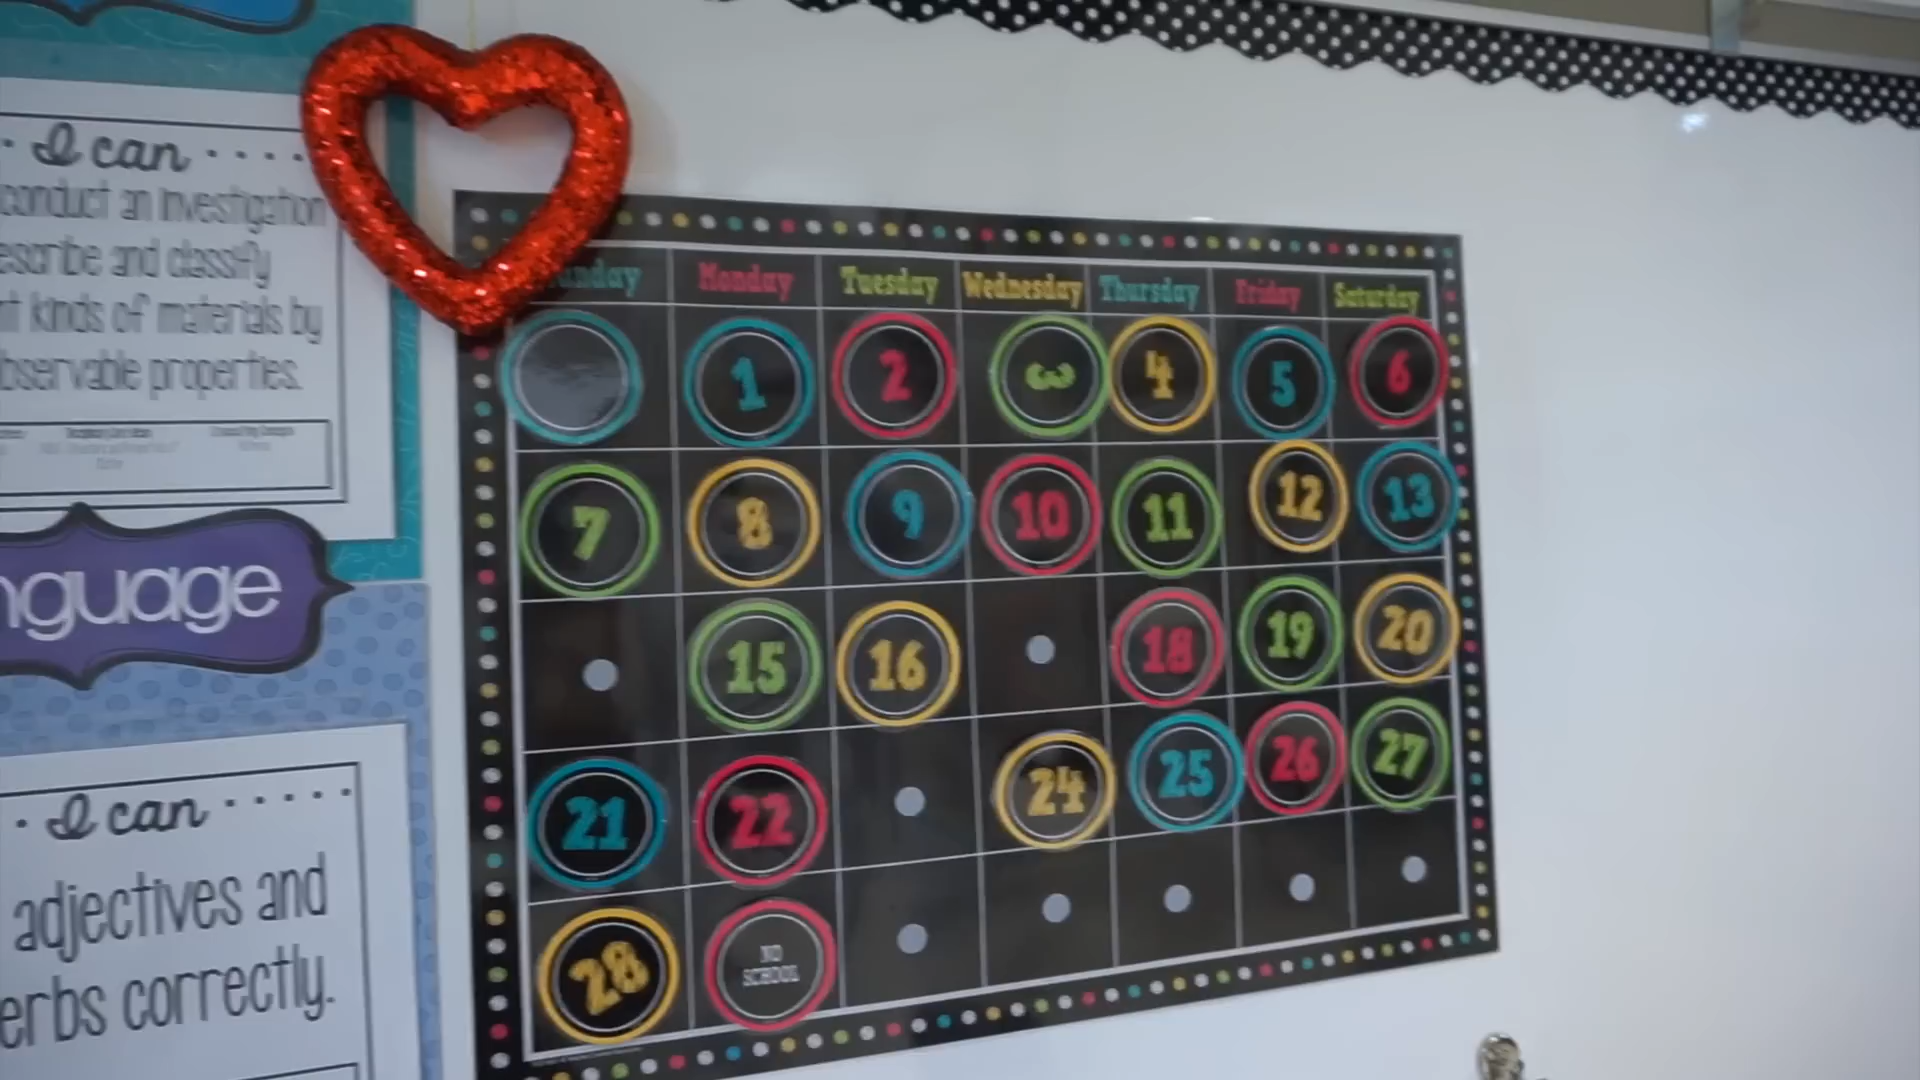 I can
conduct an investigation
escribe and classify
t kinds of materials by
bservable properties.
nguage
I can
adjectives and
erbs correctly.
unday Monday Tuesday Wednesday Thursday Friday Saturday
1 2 3 4 5 6
7 8 9 10 11 12 13
15 16 18 19 20
21 22 24 25 26 27
28 NO
SCHOOL